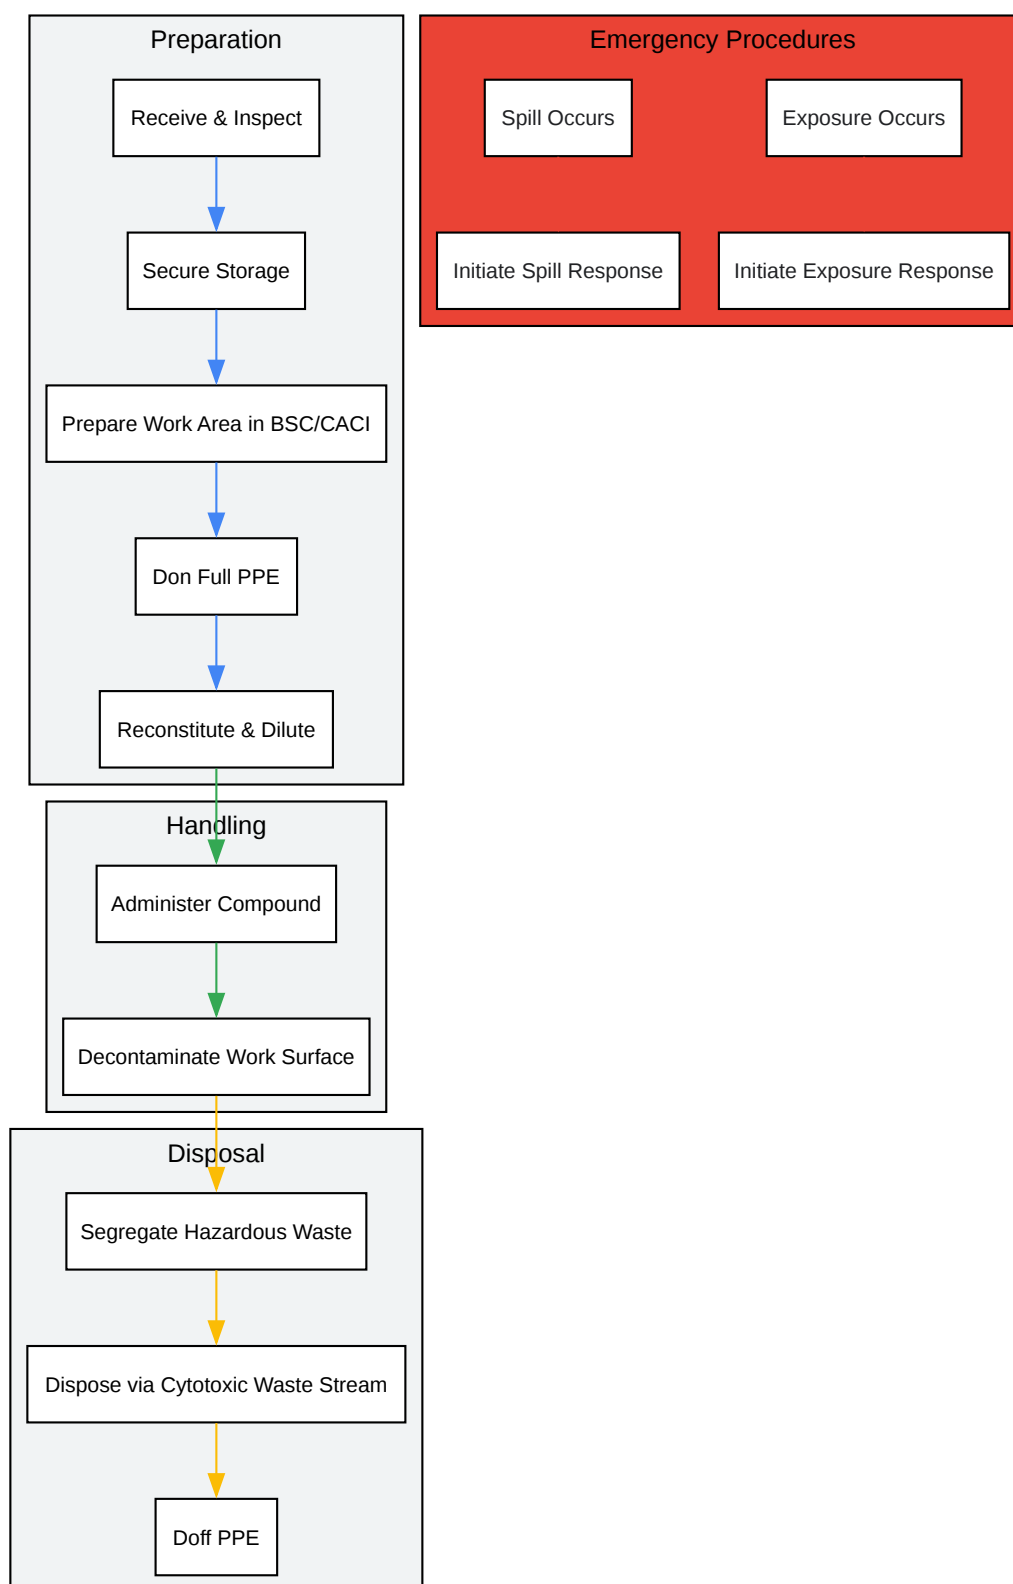 Preparation
Receive & Inspect
Secure Storage
Prepare Work Area in BSC/CACI
Don Full PPE
Reconstitute & Dilute
Handling
Administer Compound
Decontaminate Work Surface
Disposal
Segregate Hazardous Waste
Dispose via Cytotoxic Waste Stream
Doff PPE
Emergency Procedures
Spill Occurs
Exposure Occurs
Initiate Spill Response
Initiate Exposure Response